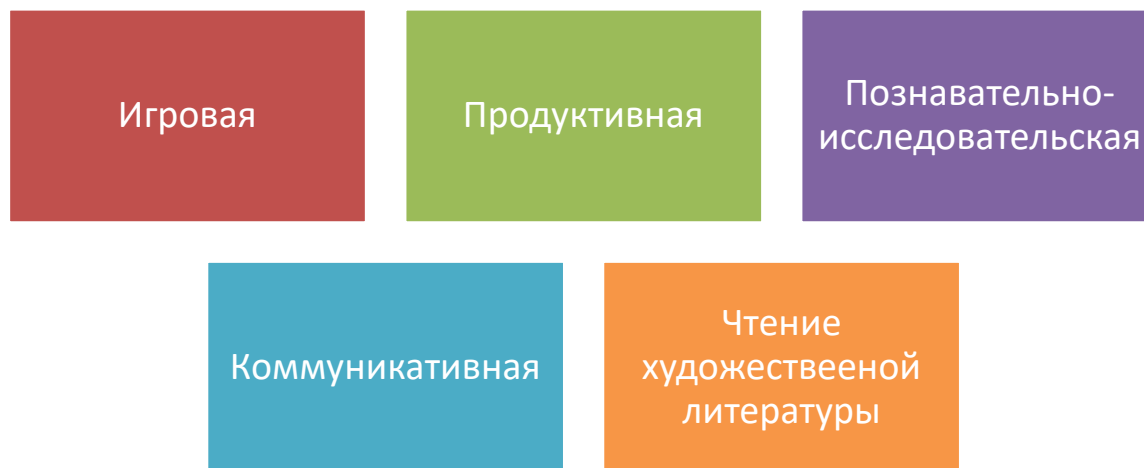 Игровая
Продуктивная
Познавательно-
исследовательская
Коммуникативная
Чтение
художествееной
литературы